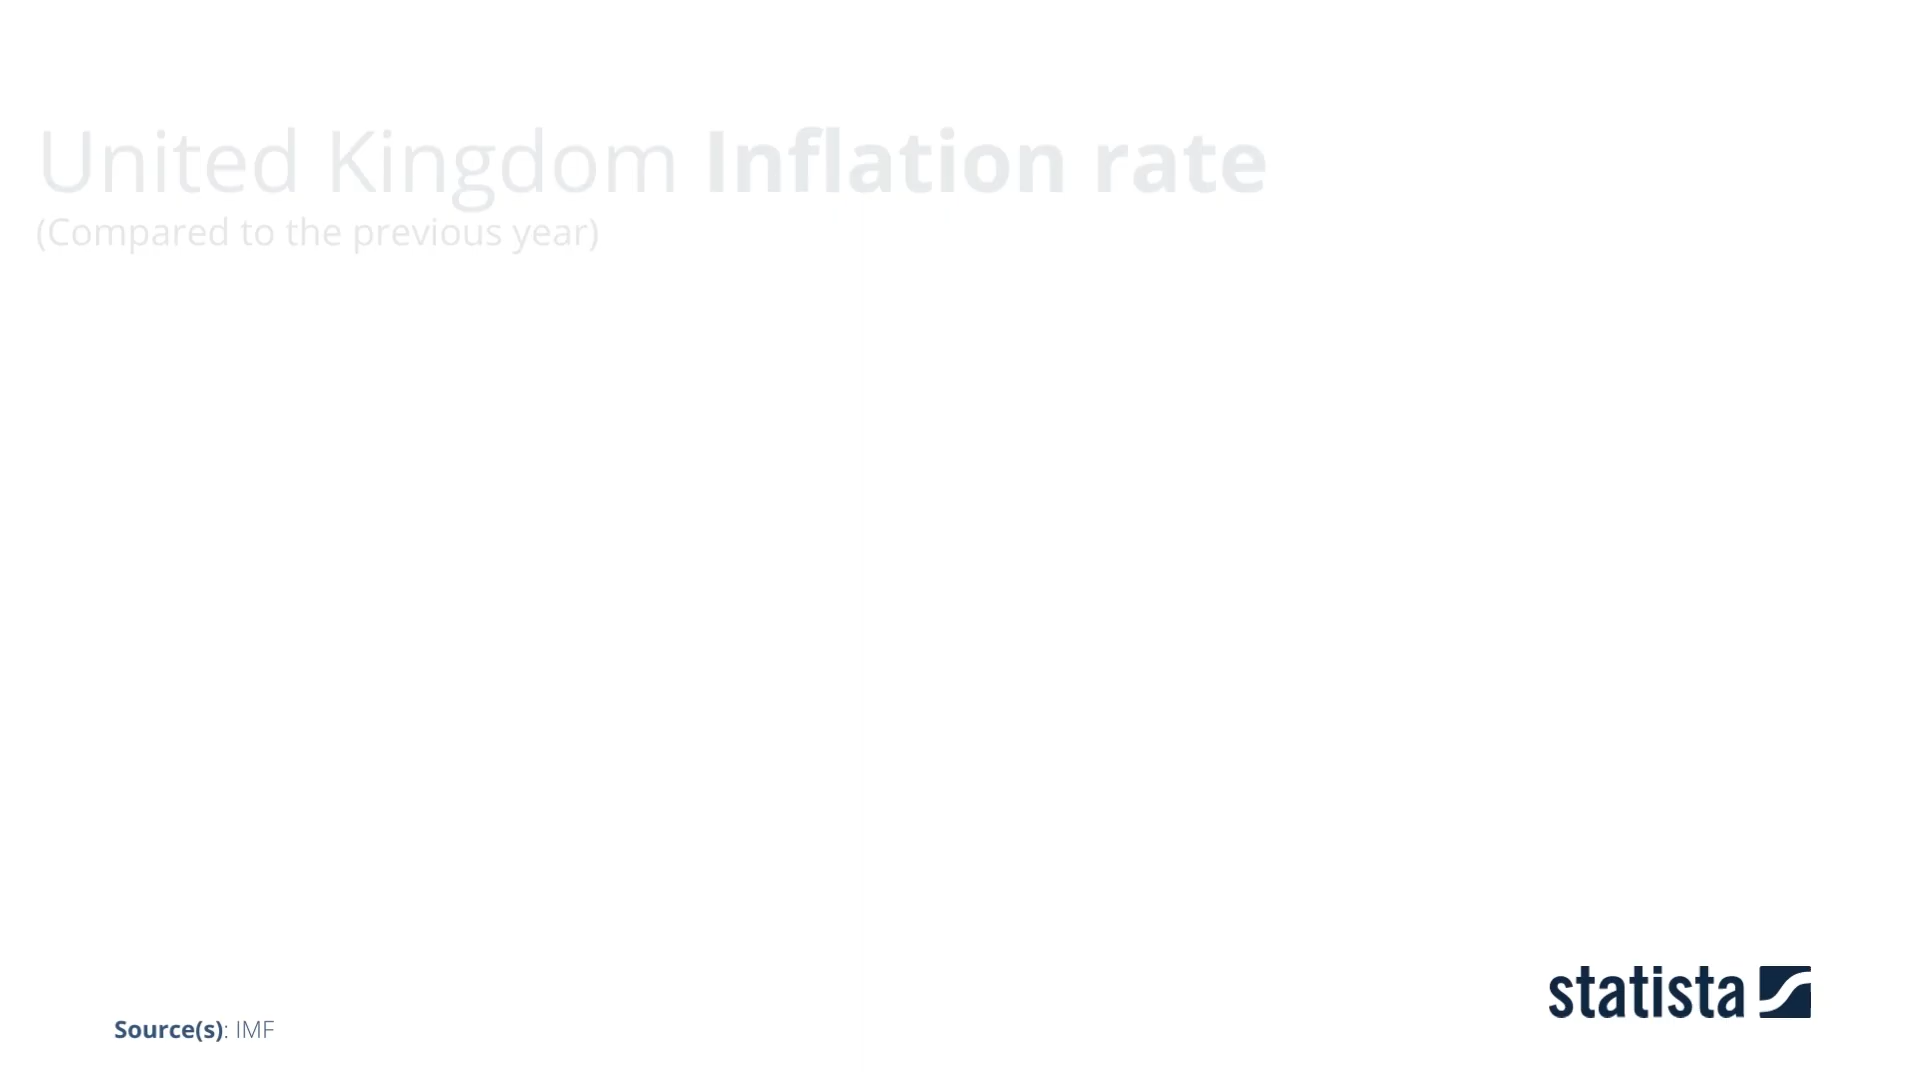 United Kingdom Inflation rate
(Compared to the previous year)
statista
Source(s): IMF